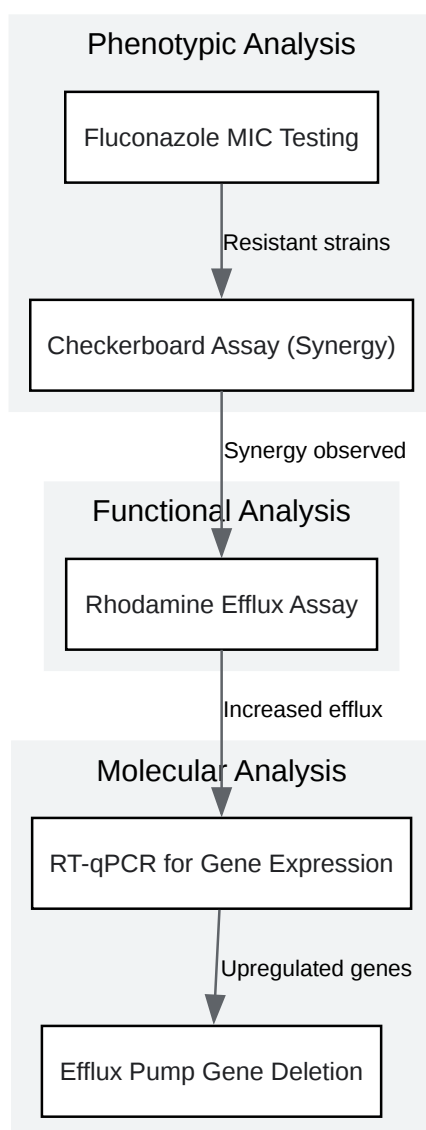 Phenotypic Analysis
Fluconazole MIC Testing
Resistant strains
Checkerboard Assay (Synergy)
Synergy observed
Functional Analysis
Rhodamine Efflux Assay
Increased efflux
Molecular Analysis
RT-qPCR for Gene Expression
Upregulated genes
Efflux Pump Gene Deletion